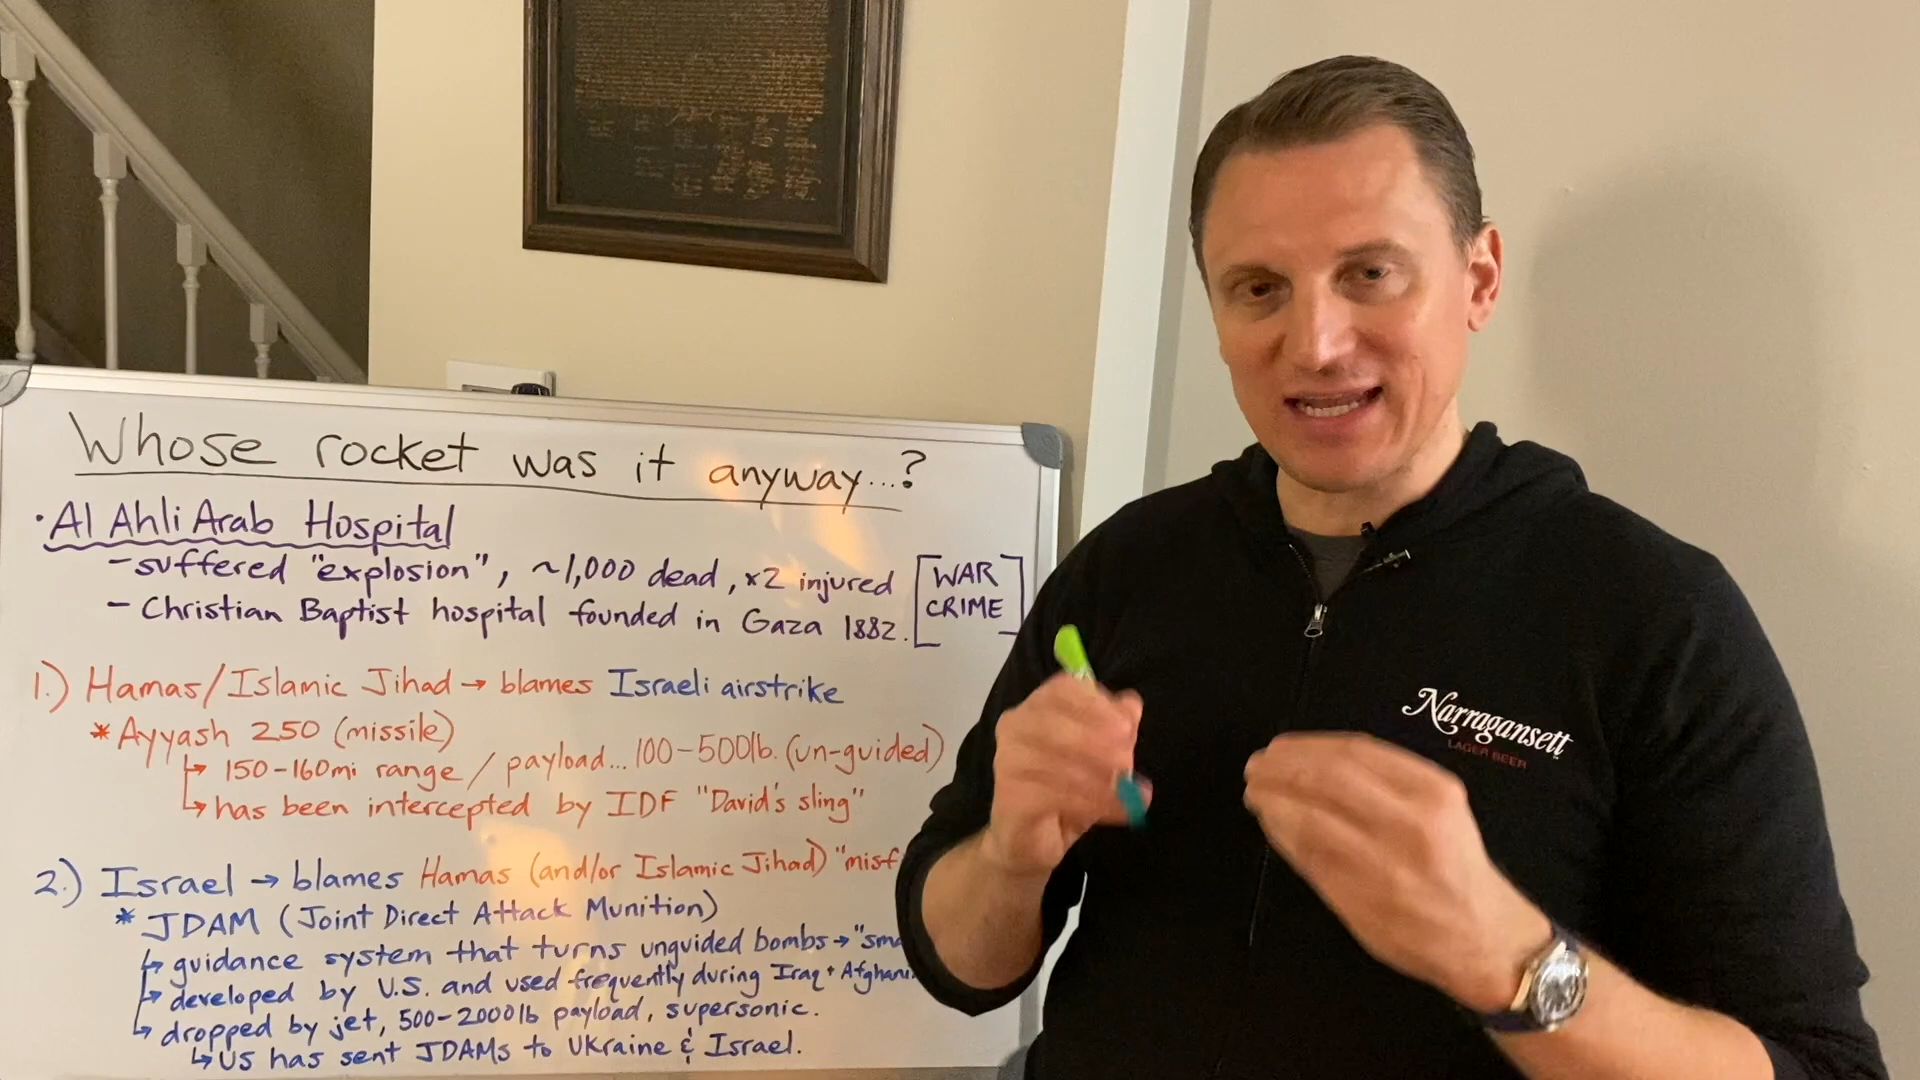 Whose rocket was it anyway...?
• Al Ahli Arab Hospital
- suffered "explosion", ~1,000 dead, x2 injured
- Christian Baptist hospital founded in Gaza 1882.
[WAR
CRIME]
1.) Hamas/Islamic Jihad → blames Israeli airstrike
* Ayyash 250 (missile)
↳ 150-160mi range / payload... 100-500lb. (un-guided)
↳ has been intercepted by IDF "David's sling"
2.) Israel → blames Hamas (and/or Islamic Jihad) "misf
* JDAM (Joint Direct Attack Munition)
↳ guidance system that turns unguided bombs → "sma
↳ developed by U.S. and used frequently during Iraq + Afghani
↳ dropped by jet, 500-2000lb payload, supersonic.
↳ US has sent JDAMs to Ukraine & Israel.
Narragansett
LAGER BEER